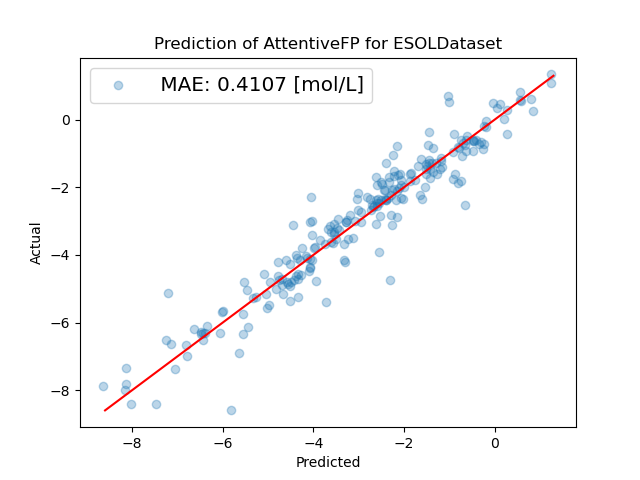 Prediction of AttentiveFP for ESOLDataset
MAE: 0.4107 [mol/L]
0
−2
−4
−6
−8
Actual
−8 −6 −4 −2 0
Predicted